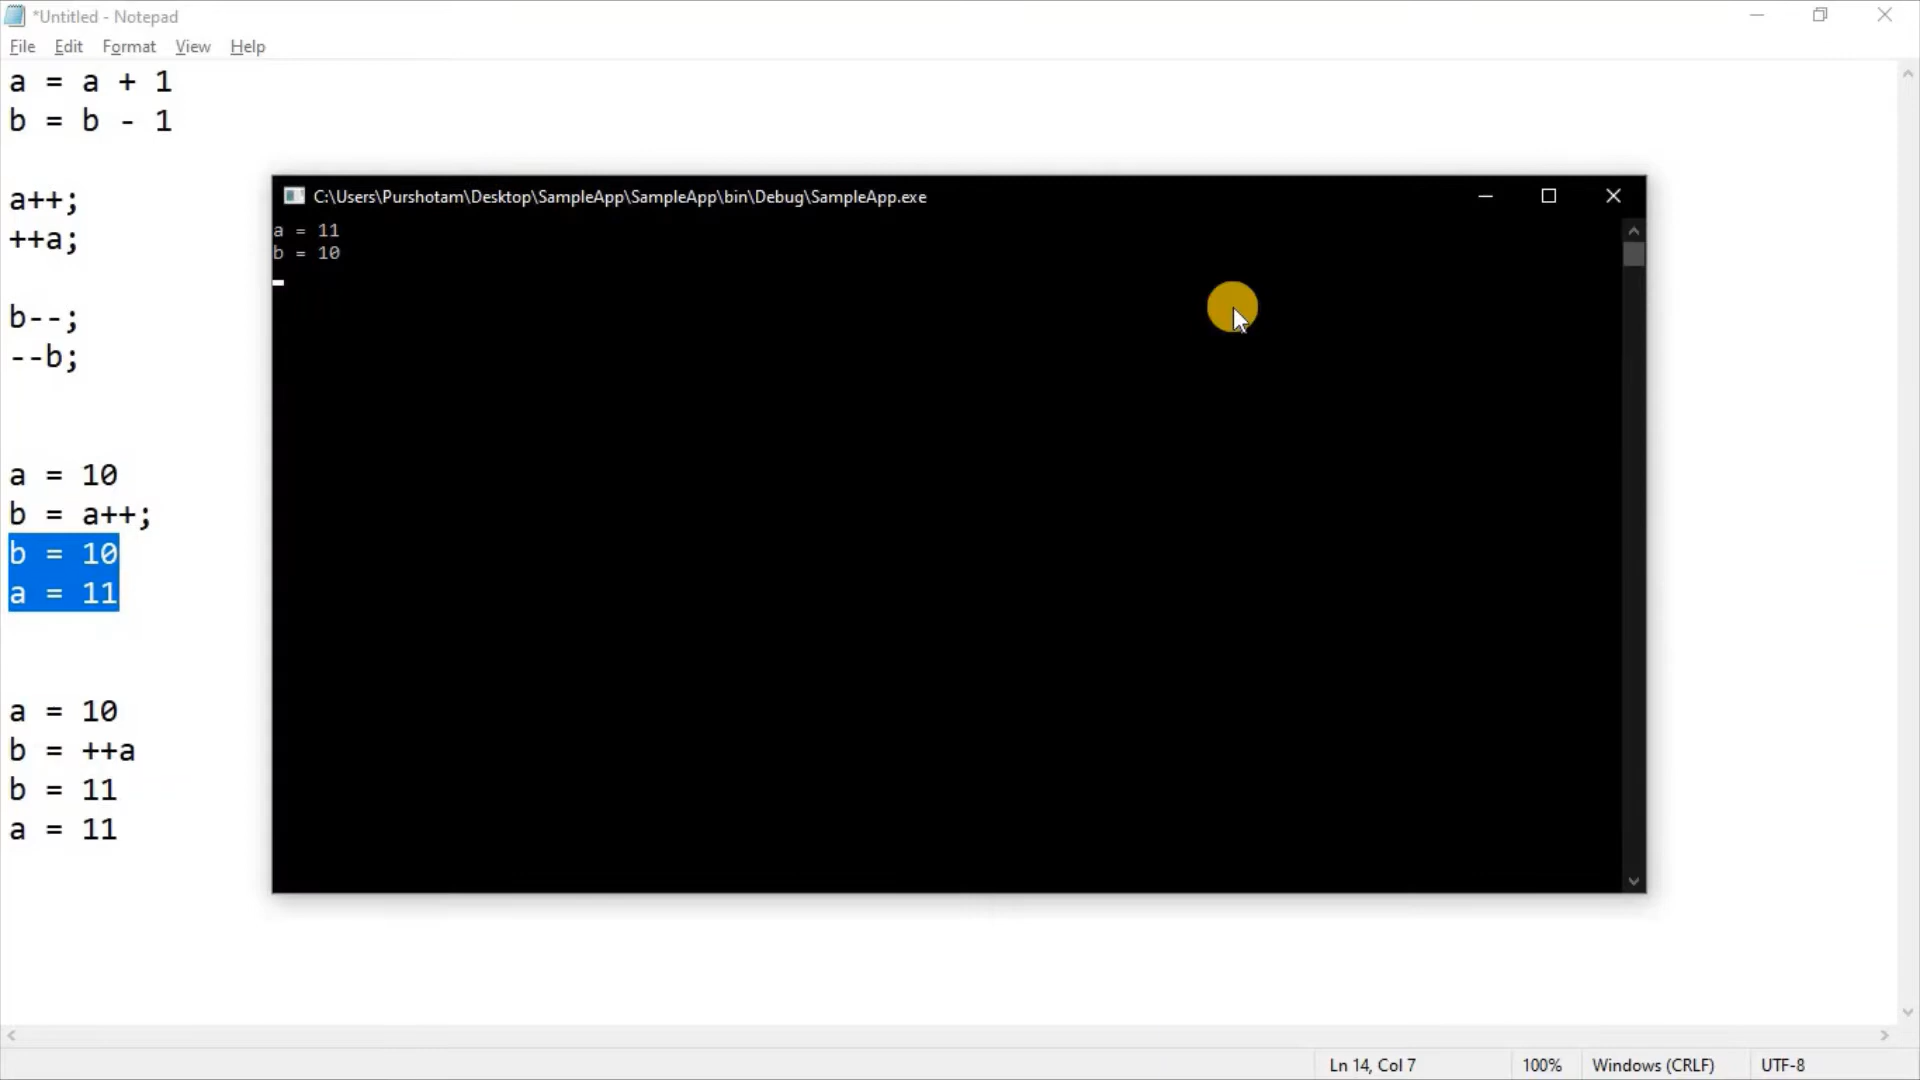 *Untitled - Notepad
File Edit Format View Help
a = a + 1
b = b - 1
a++;
++a;
b--;
--b;
a = 10
b = a++;
b = 10
a = 11
a = 10
b = ++a
b = 11
a = 11
C:\Users\Purshotam\Desktop\SampleApp\SampleApp\bin\Debug\SampleApp.exe
a = 11
b = 10
Ln 14, Col 7 100% Windows (CRLF) UTF-8